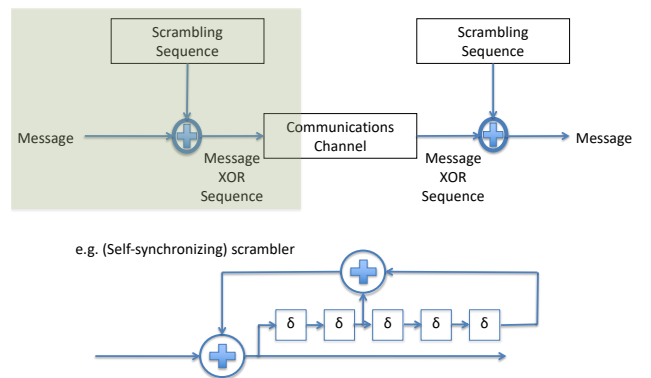 Scrambling
Sequence
Scrambling
Sequence
Message
Communications
Channel
Message
Message
XOR
Sequence
Message
XOR
Sequence
e.g. (Self-synchronizing) scrambler
δ δ δ δ δ